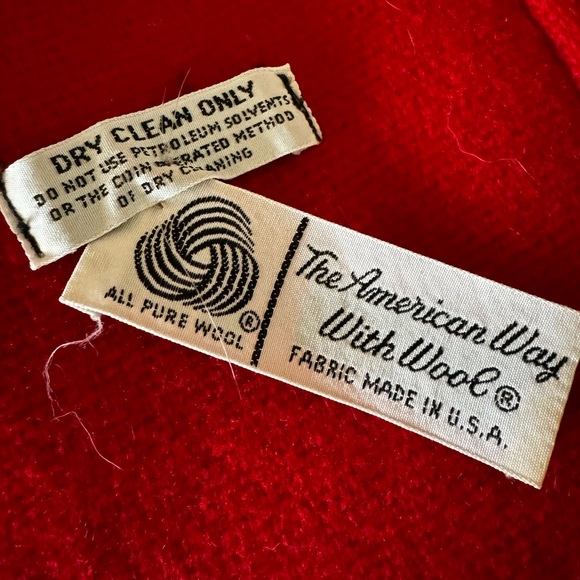 DRY CLEAN ONLY
DO NOT USE PETROLEUM SOLVENTS
OR THE COIN OPERATED METHOD
OF DRY CLEANING
ALL PURE WOOL ®
The American Way
With Wool ®
FABRIC MADE IN U.S.A.